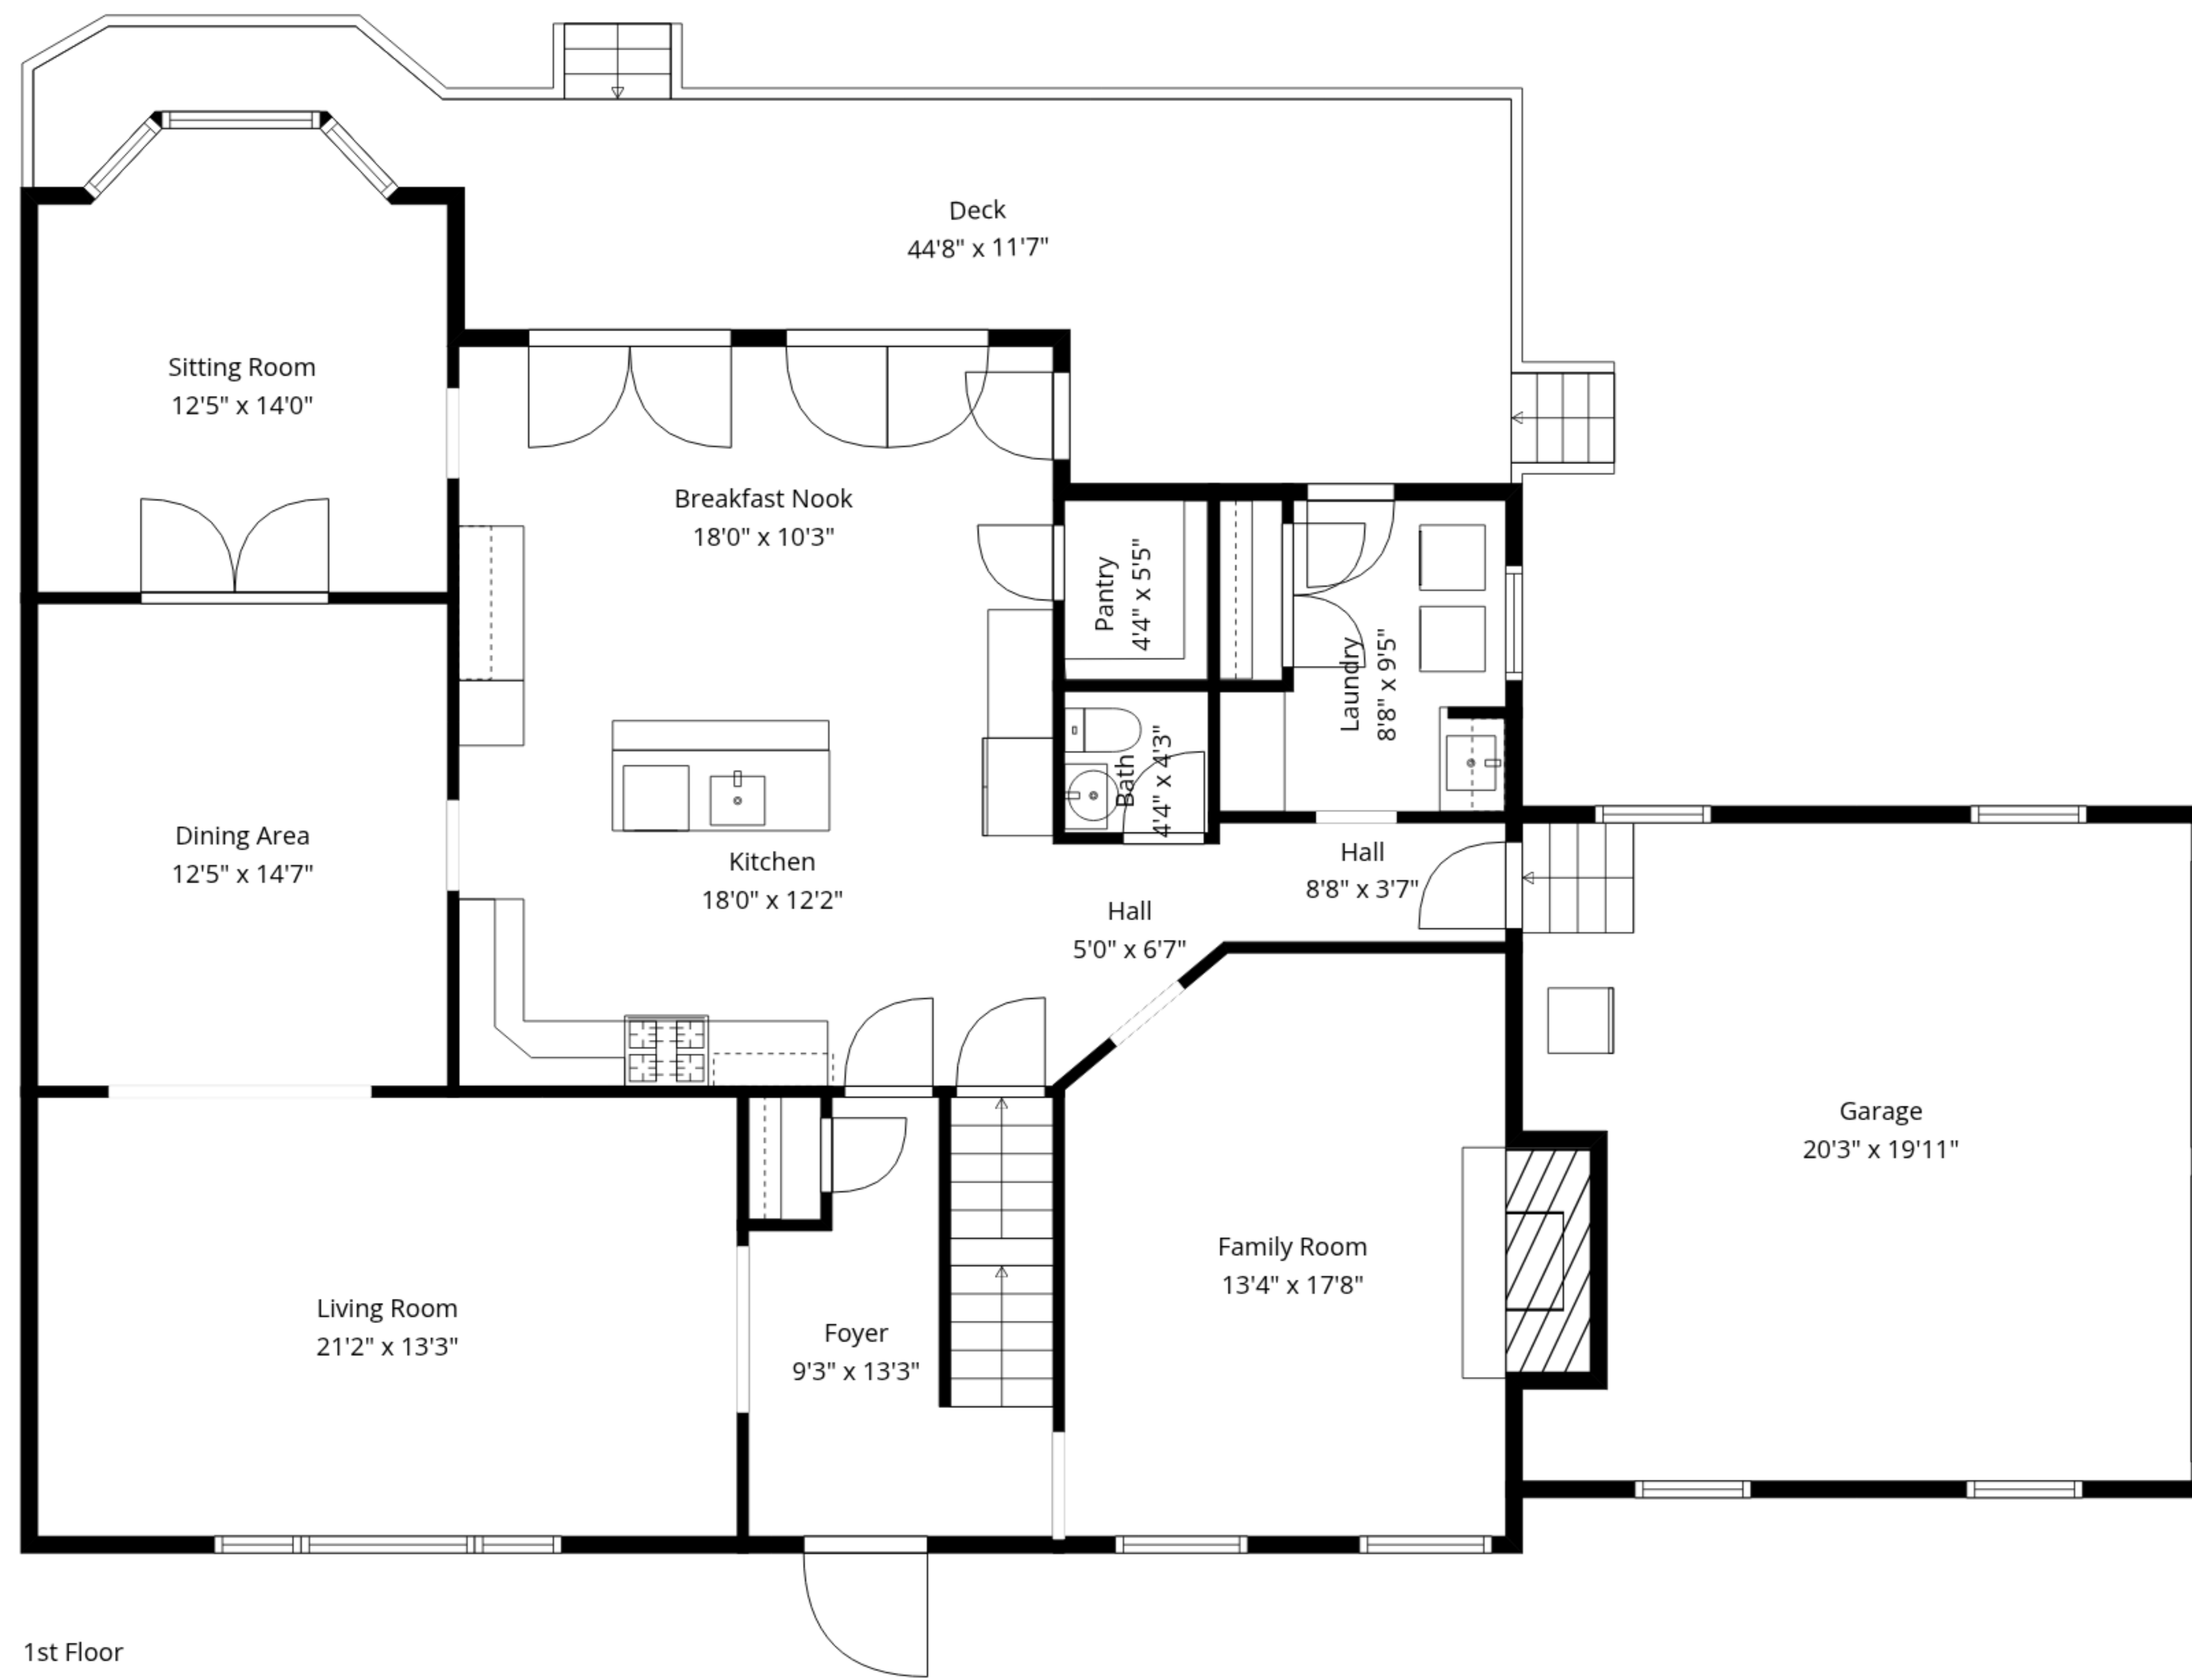 Deck
44'8" x 11'7"
Sitting Room
12'5" x 14'0"
Breakfast Nook
18'0" x 10'3"
Pantry
4'4" x 5'5"
Laundry
8'8" x 9'5"
Bath
4'4" x 4'3"
Dining Area
12'5" x 14'7"
Kitchen
18'0" x 12'2"
Hall
8'8" x 3'7"
Hall
5'0" x 6'7"
Garage
20'3" x 19'11"
Family Room
13'4" x 17'8"
Living Room
21'2" x 13'3"
Foyer
9'3" x 13'3"
1st Floor